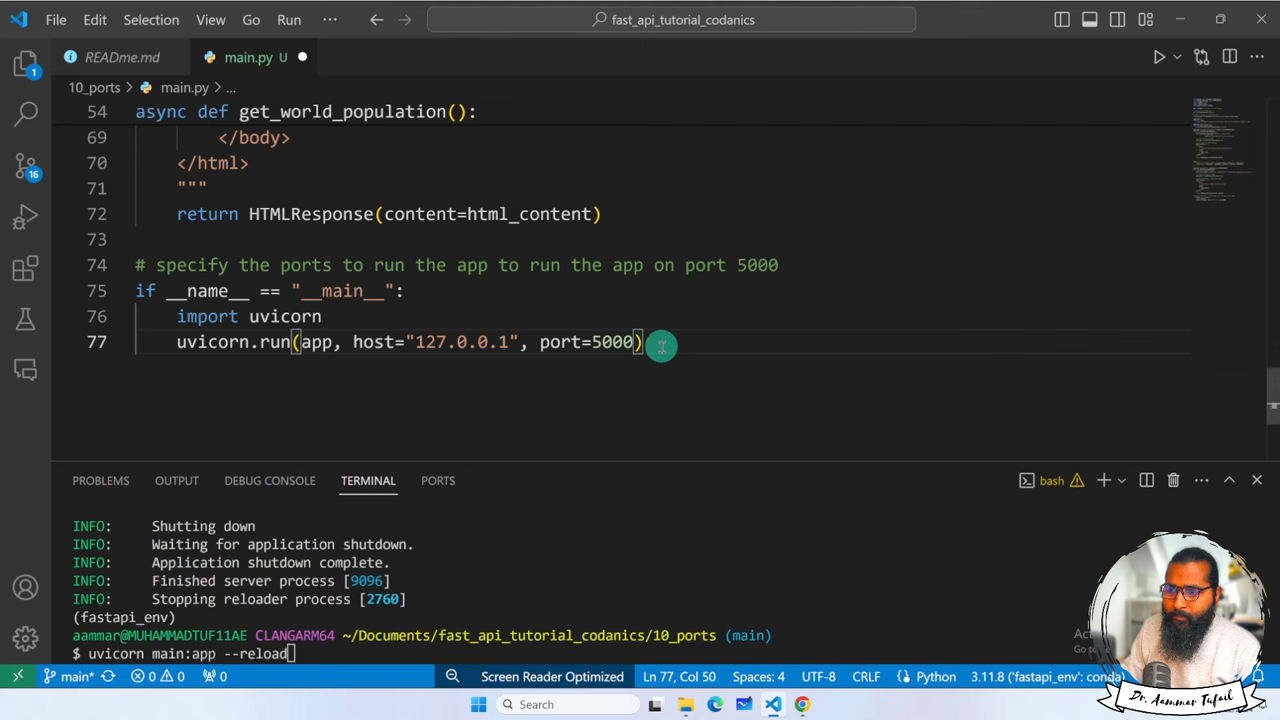 File Edit Selection View Go Run ··· fast_api_tutorial_codanics
READme.md main.py U
10_ports > main.py > ...
54 async def get_world_population():
69 </body>
70 </html>
71 """
72 return HTMLResponse(content=html_content)
73
74 # specify the ports to run the app to run the app on port 5000
75 if __name__ == "__main__":
76 import uvicorn
77 uvicorn.run(app, host="127.0.0.1", port=5000)
1
16
PROBLEMS OUTPUT DEBUG CONSOLE TERMINAL PORTS bash
INFO: Shutting down
INFO: Waiting for application shutdown.
INFO: Application shutdown complete.
INFO: Finished server process [9096]
INFO: Stopping reloader process [2760]
(fastapi_env)
aammar@MUHAMMADTUF11AE CLANGARM64 ~/Documents/fast_api_tutorial_codanics/10_ports (main)
$ uvicorn main:app --reload
main* 0 0 0 Screen Reader Optimized Ln 77, Col 50 Spaces: 4 UTF-8 CRLF Python 3.11.8 ('fastapi_env': conda
Search
Dr. Aammar Tufail